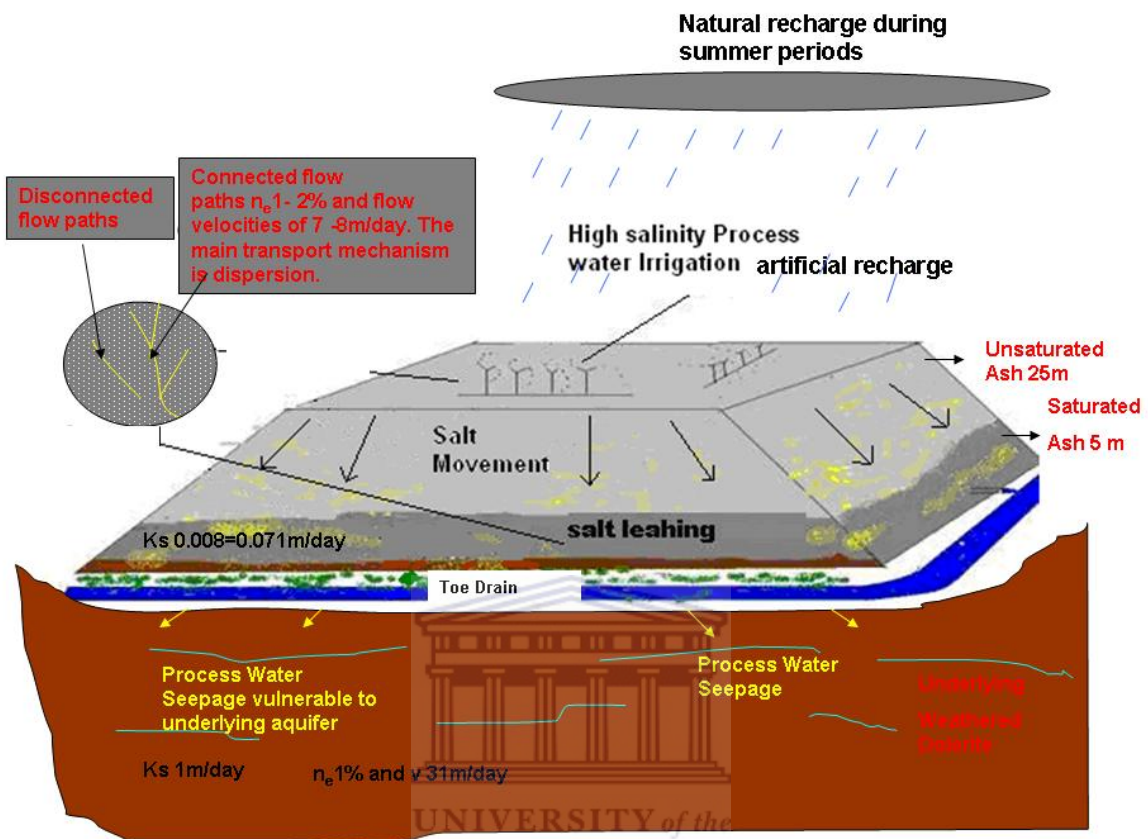 Natural recharge during
summer periods
Disconnected
flow paths
Connected flow
paths ne1- 2% and flow
velocities of 7 -8m/day. The
main transport mechanism
is dispersion.
High salinity Process
water Irrigation
artificial recharge
Unsaturated
Ash 25m
Saturated
Ash 5 m
Salt
Movement
salt leahing
Ks 0.008=0.071m/day
Toe Drain
Process Water
Seepage vulnerable to
underlying aquifer
Process Water
Seepage
Underlying
Weathered
Dolerite
Ks 1m/day
ne1% and v 31m/day
UNIVERSITY of the